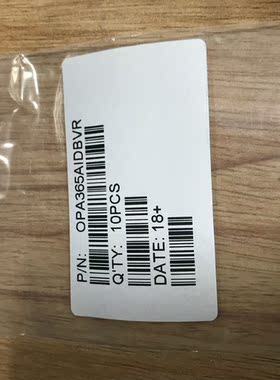 P/N: OPA365AIDBVR
Q'TY: 10PCS
DATE: 18+